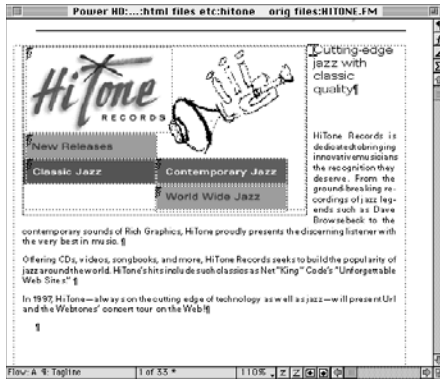 Power HD:...:html files etc:hitone orig files:HITONE.FM
HiTone
RECORDS
New Releases
Classic Jazz
Contemporary Jazz
World Wide Jazz
Cutting-edge
jazz with
classic
quality¶
HiTone Records is
dedicated to bringing
innovative musicians
the recognition they
deserve. From the
ground-breaking re-
cordings of jazz leg-
ends such as Dave
Browsebeck to the
contemporary sounds of Rich Graphics, HiTone proudly presents the discerning listener with
the very best in music. ¶
Offering CDs, videos, songbooks, and more, HiTone Records seeks to build the popularity of
jazz around the world. HiTone's hits include such classics as Net "King" Code's "Unforgettable
Web Sites" ¶
In 1997, HiTone—always on the cutting edge of technology as well as jazz—will present Url
and the Webtones' concert tour on the Web!¶
¶
Flow: A ¶: Tagline 1 of 33 * 110% z Z